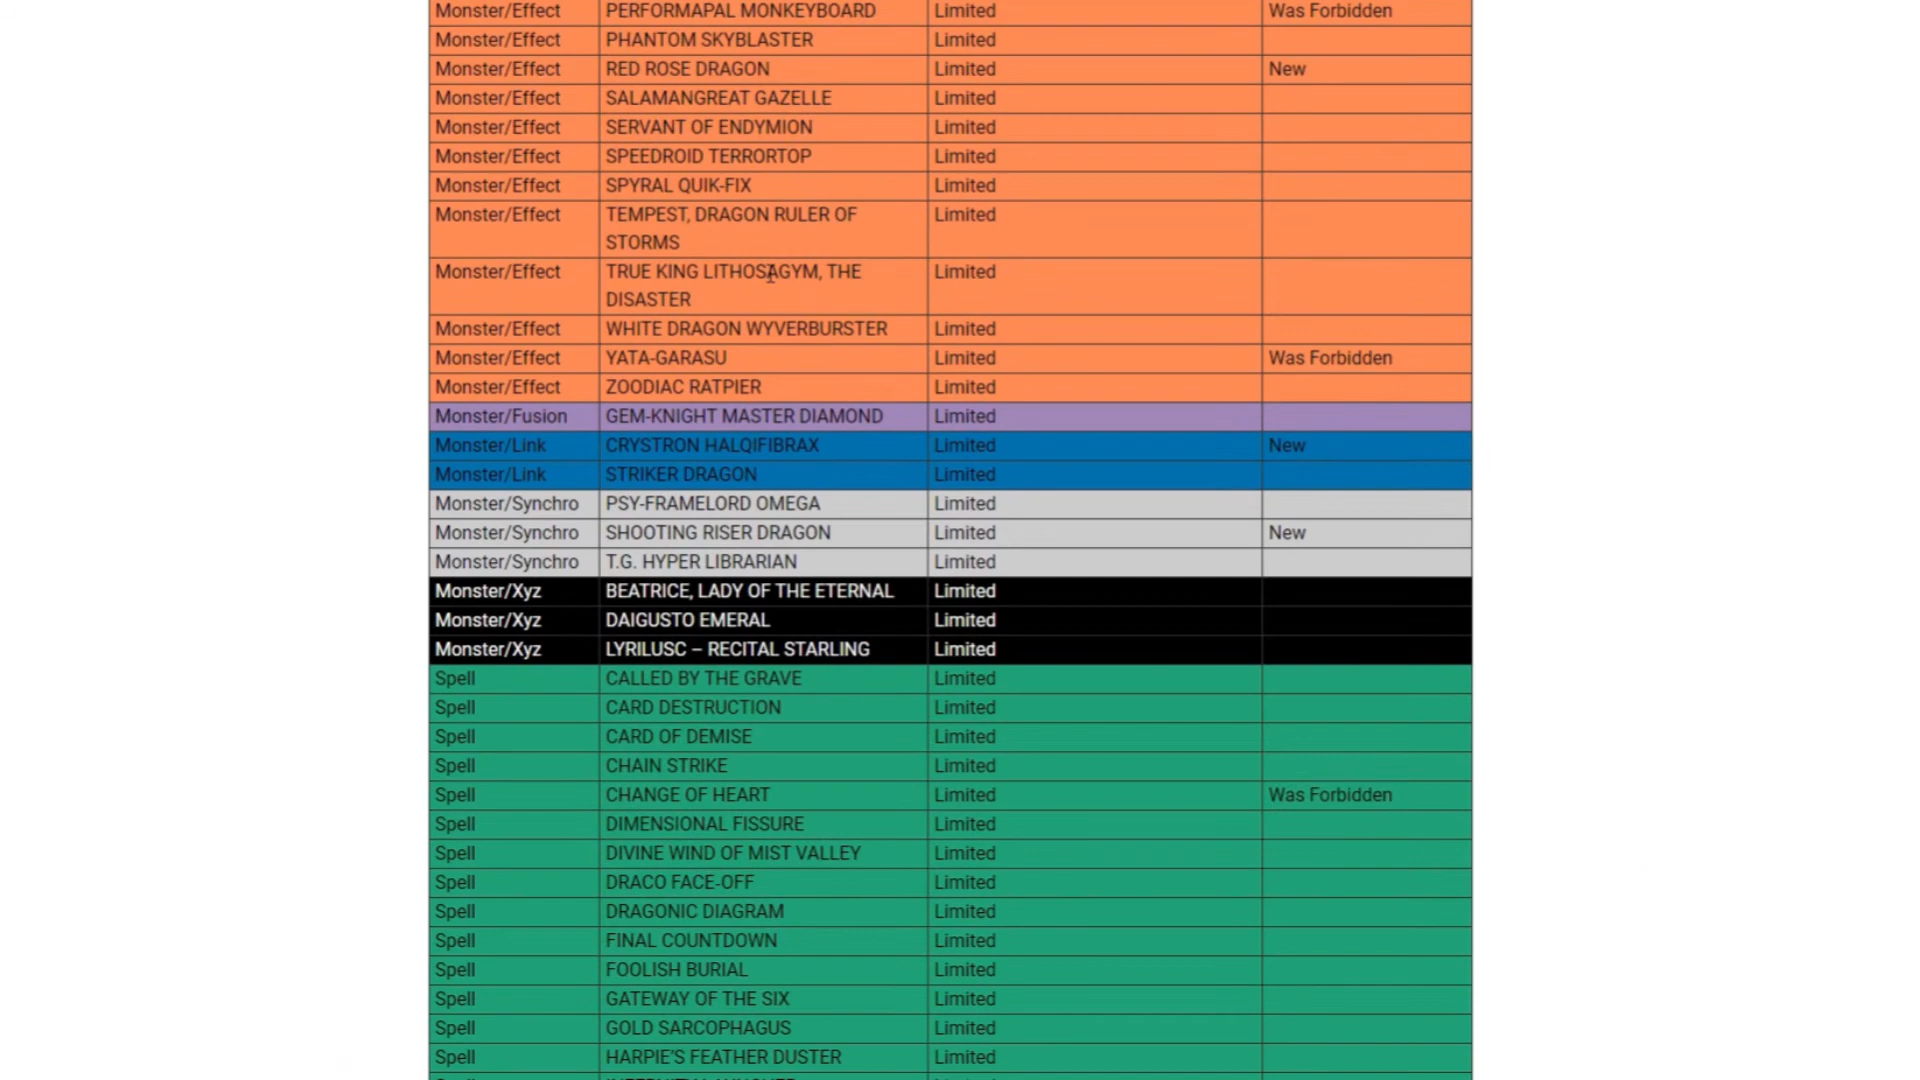 Monster/Effect PERFORMAPAL MONKEYBOARD Limited Was Forbidden
Monster/Effect PHANTOM SKYBLASTER Limited
Monster/Effect RED ROSE DRAGON Limited New
Monster/Effect SALAMANGREAT GAZELLE Limited
Monster/Effect SERVANT OF ENDYMION Limited
Monster/Effect SPEEDROID TERRORTOP Limited
Monster/Effect SPYRAL QUIK-FIX Limited
Monster/Effect TEMPEST, DRAGON RULER OF Limited
STORMS
Monster/Effect TRUE KING LITHOSAGYM, THE Limited
DISASTER
Monster/Effect WHITE DRAGON WYVERBURSTER Limited
Monster/Effect YATA-GARASU Limited Was Forbidden
Monster/Effect ZOODIAC RATPIER Limited
Monster/Fusion GEM-KNIGHT MASTER DIAMOND Limited
Monster/Link CRYSTRON HALQIFIBRAX Limited New
Monster/Link STRIKER DRAGON Limited
Monster/Synchro PSY-FRAMELORD OMEGA Limited
Monster/Synchro SHOOTING RISER DRAGON Limited New
Monster/Synchro T.G. HYPER LIBRARIAN Limited
Monster/Xyz BEATRICE, LADY OF THE ETERNAL Limited
Monster/Xyz DAIGUSTO EMERAL Limited
Monster/Xyz LYRILUSC – RECITAL STARLING Limited
Spell CALLED BY THE GRAVE Limited
Spell CARD DESTRUCTION Limited
Spell CARD OF DEMISE Limited
Spell CHAIN STRIKE Limited
Spell CHANGE OF HEART Limited Was Forbidden
Spell DIMENSIONAL FISSURE Limited
Spell DIVINE WIND OF MIST VALLEY Limited
Spell DRACO FACE-OFF Limited
Spell DRAGONIC DIAGRAM Limited
Spell FINAL COUNTDOWN Limited
Spell FOOLISH BURIAL Limited
Spell GATEWAY OF THE SIX Limited
Spell GOLD SARCOPHAGUS Limited
Spell HARPIE'S FEATHER DUSTER Limited